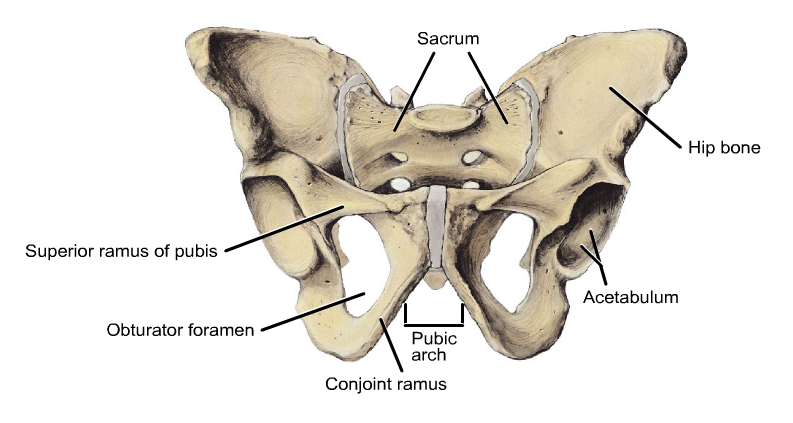 Sacrum
Hip bone
Superior ramus of pubis
Acetabulum
Obturator foramen
Pubic
arch
Conjoint ramus